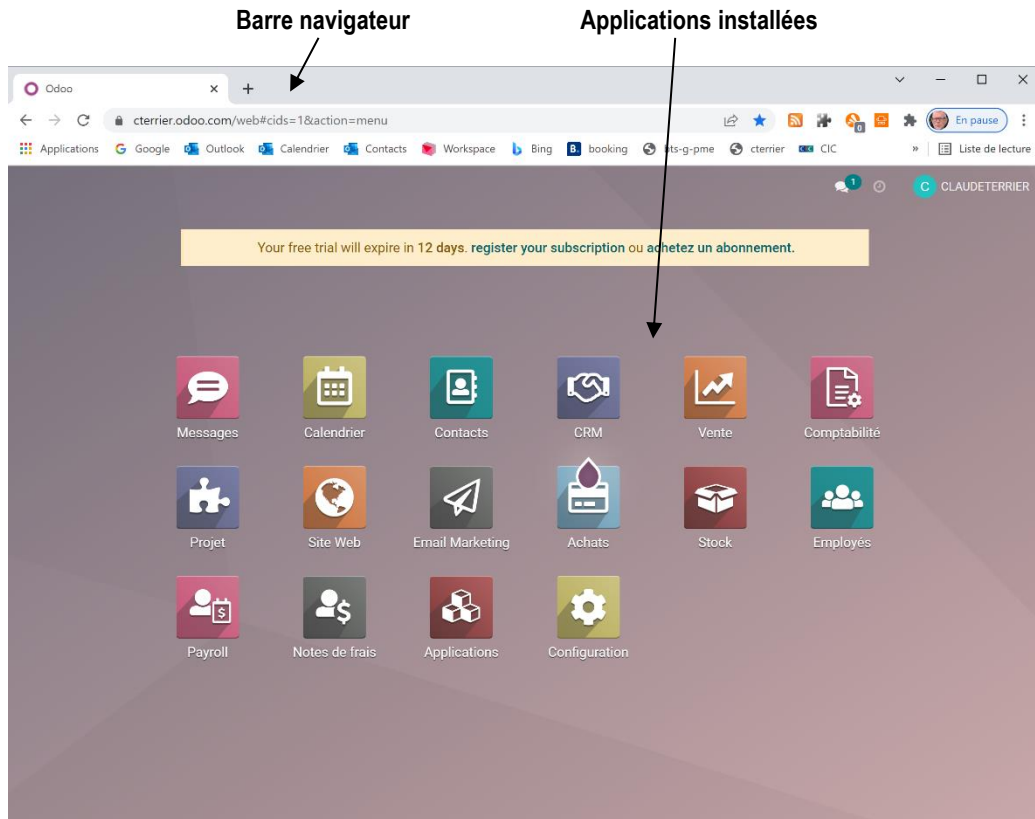 Barre navigateur Applications installées
Odoo
cterrier.odoo.com/web#cids=1&action=menu En pause
Applications Google Outlook Calendrier Contacts Workspace Bing booking bts-g-pme cterrier CIC » Liste de lecture
1 C CLAUDETERRIER
Your free trial will expire in 12 days. register your subscription ou achetez un abonnement.
Messages Calendrier Contacts CRM Vente Comptabilité
Projet Site Web Email Marketing Achats Stock Employés
Payroll Notes de frais Applications Configuration